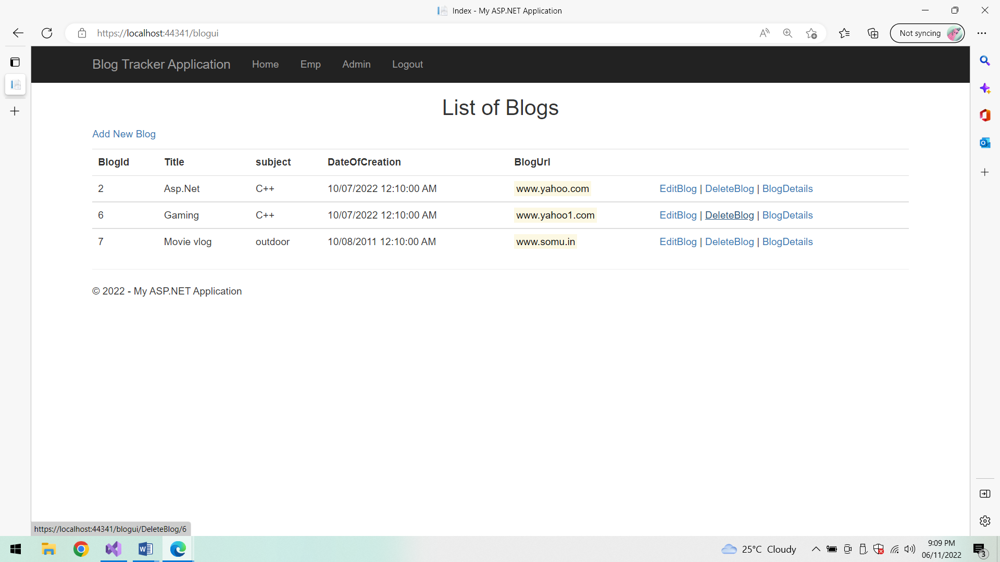 Index - My ASP.NET Application
https://localhost:44341/blogui
Not syncing
Blog Tracker Application Home Emp Admin Logout
List of Blogs
Add New Blog
BlogId Title subject DateOfCreation BlogUrl
2 Asp.Net C++ 10/07/2022 12:10:00 AM www.yahoo.com EditBlog | DeleteBlog | BlogDetails
6 Gaming C++ 10/07/2022 12:10:00 AM www.yahoo1.com EditBlog | DeleteBlog | BlogDetails
7 Movie vlog outdoor 10/08/2011 12:10:00 AM www.somu.in EditBlog | DeleteBlog | BlogDetails
© 2022 - My ASP.NET Application
https://localhost:44341/blogui/DeleteBlog/6
25°C Cloudy
9:09 PM
06/11/2022
3